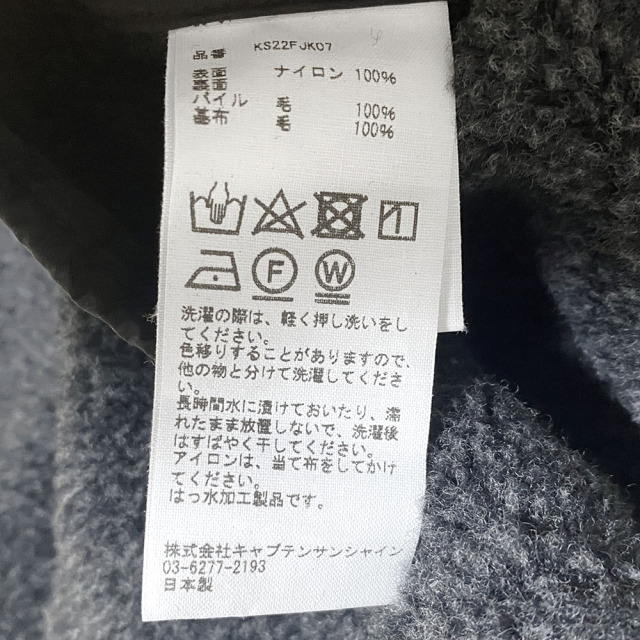 品番 KS22FJK07
表面 ナイロン 100%
裏面
パイル 毛 100%
基布 毛 100%
F W
洗濯の際は、軽く押し洗いをし
てください。
色移りすることがありますので、
他の物と分けて洗濯してくださ
い。
長時間水に漬けておいたり、濡
れたまま放置しないで、洗濯後
はすばやく干してください。
アイロンは、当て布をしてかけ
てください。
はっ水加工製品です。
株式会社キャプテンサンシャイン
03-6277-2193
日本製